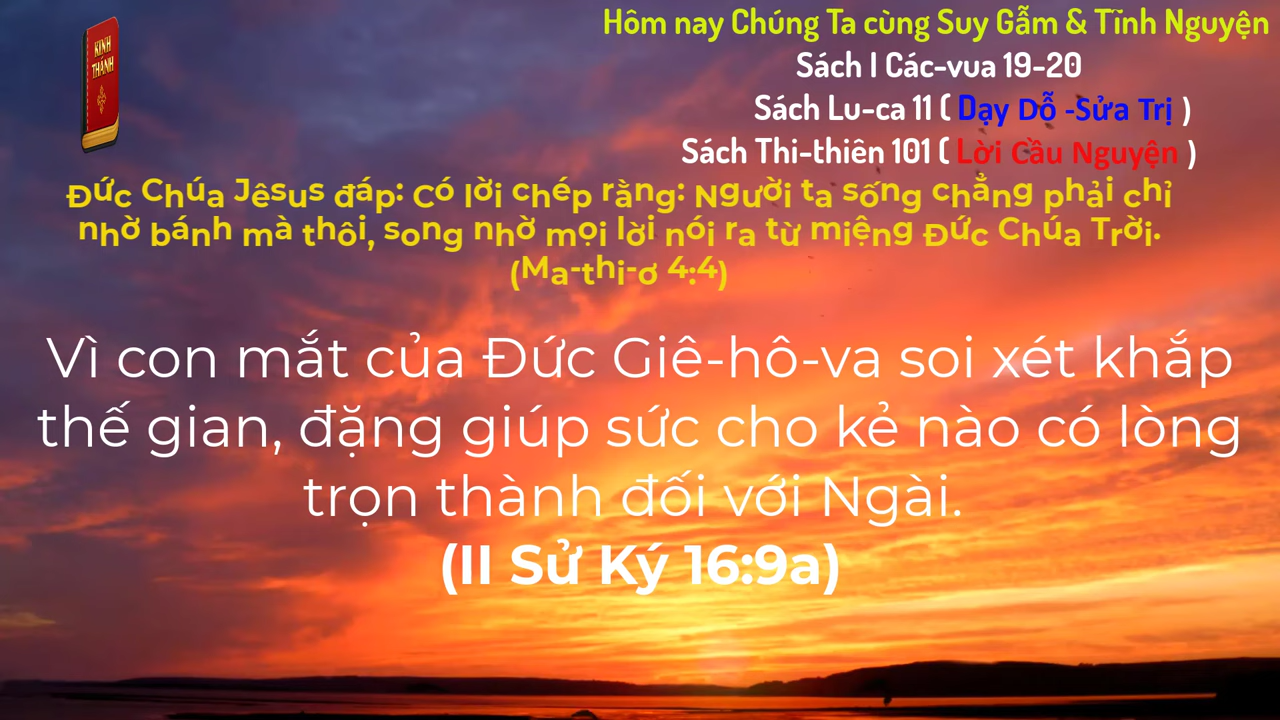 KINH
THÁNH
Hôm nay Chúng Ta cùng Suy Gẫm & Tĩnh Nguyện
Sách I Các-vua 19-20
Sách Lu-ca 11 ( Dạy Dỗ -Sửa Trị )
Sách Thi-thiên 101 ( Lời Cầu Nguyện )
Đức Chúa Jêsus đáp: Có lời chép rằng: Người ta sống chẳng phải chỉ
nhờ bánh mà thôi, song nhờ mọi lời nói ra từ miệng Đức Chúa Trời.
(Ma-thi-ơ 4:4)
Vì con mắt của Đức Giê-hô-va soi xét khắp
thế gian, đặng giúp sức cho kẻ nào có lòng
trọn thành đối với Ngài.
(II Sử Ký 16:9a)